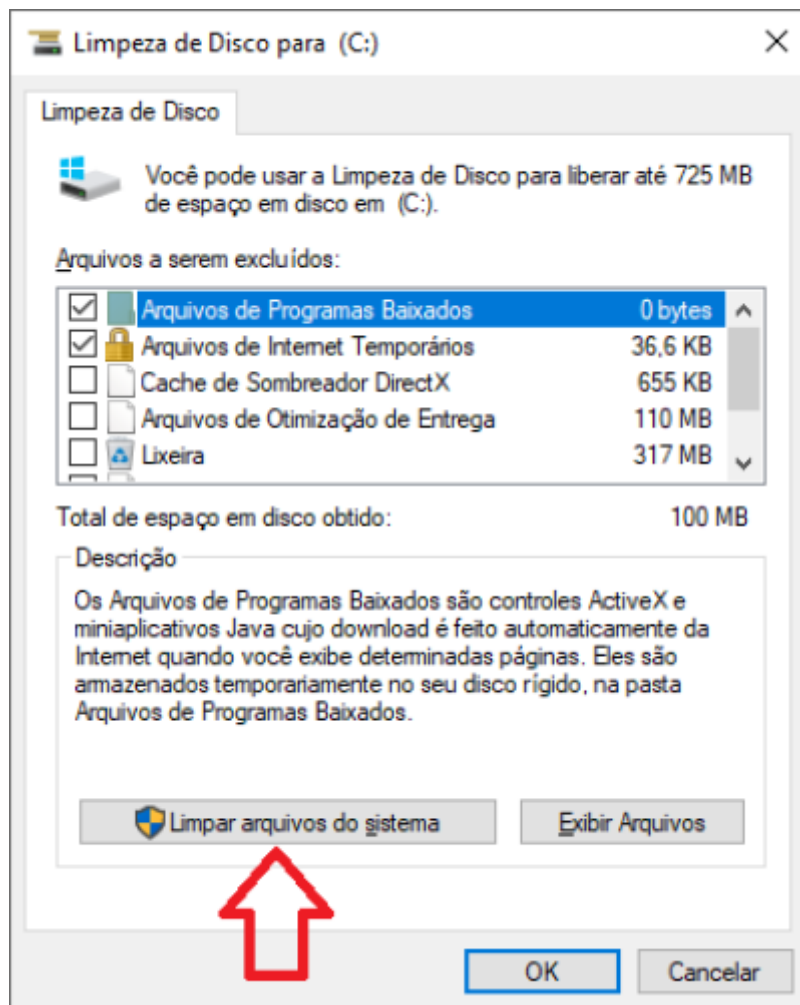 Limpeza de Disco para (C:)
Limpeza de Disco
Você pode usar a Limpeza de Disco para liberar até 725 MB
de espaço em disco em (C:).
Arquivos a serem excluídos:
Arquivos de Programas Baixados 0 bytes
Arquivos de Internet Temporários 36,6 KB
Cache de Sombreador DirectX 655 KB
Arquivos de Otimização de Entrega 110 MB
Lixeira 317 MB
Total de espaço em disco obtido: 100 MB
Descrição
Os Arquivos de Programas Baixados são controles ActiveX e
miniaplicativos Java cujo download é feito automaticamente da
Internet quando você exibe determinadas páginas. Eles são
armazenados temporariamente no seu disco rígido, na pasta
Arquivos de Programas Baixados.
Limpar arquivos do sistema Exibir Arquivos
OK Cancelar